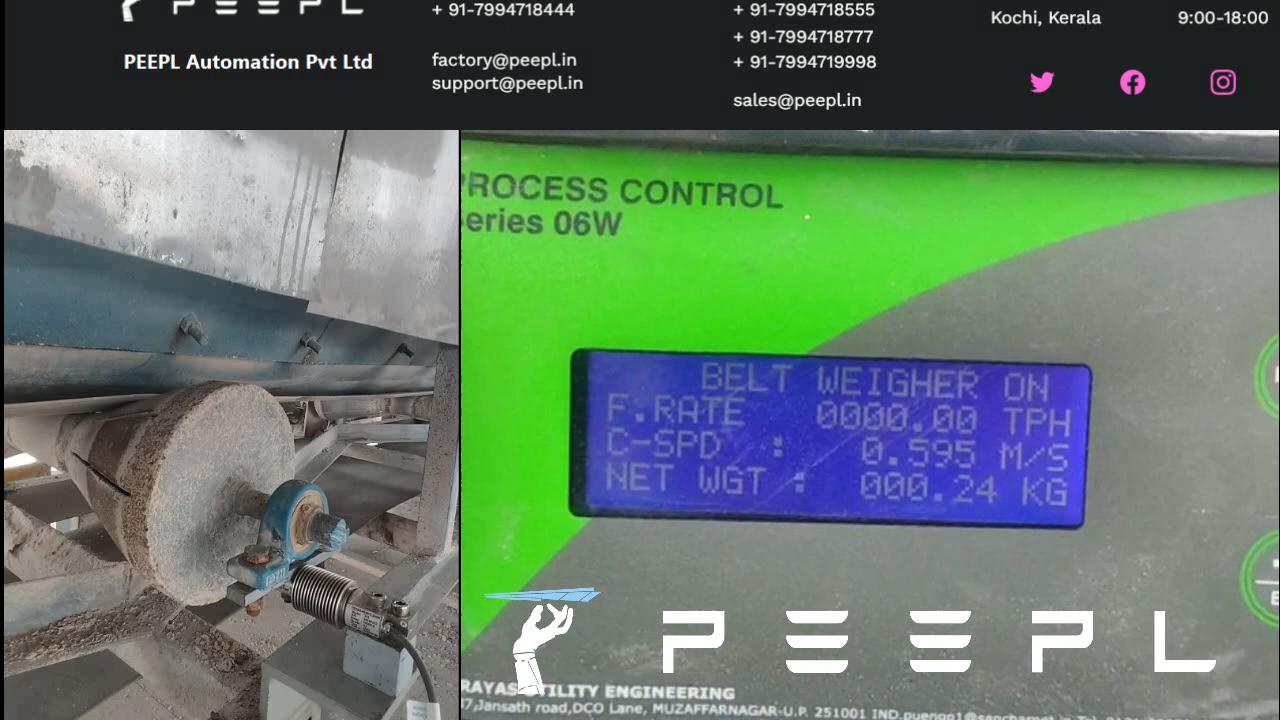 PEEPL
PEEPL Automation Pvt Ltd
+ 91-7994718444
factory@peepl.in
support@peepl.in
+ 91-7994718555
+ 91-7994718777
+ 91-7994719998
sales@peepl.in
Kochi, Kerala 9:00-18:00
PROCESS CONTROL
Series 06W
BELT WEIGHER ON
F.RATE 0000.00 TPH
C-SPD : 0.595 M/S
NET WGT : 000.24 KG
PEEPL
ENGINEERING
Jansath road,DCO Lane, MUZAFFARNAGAR-U.P. 251001 IND.